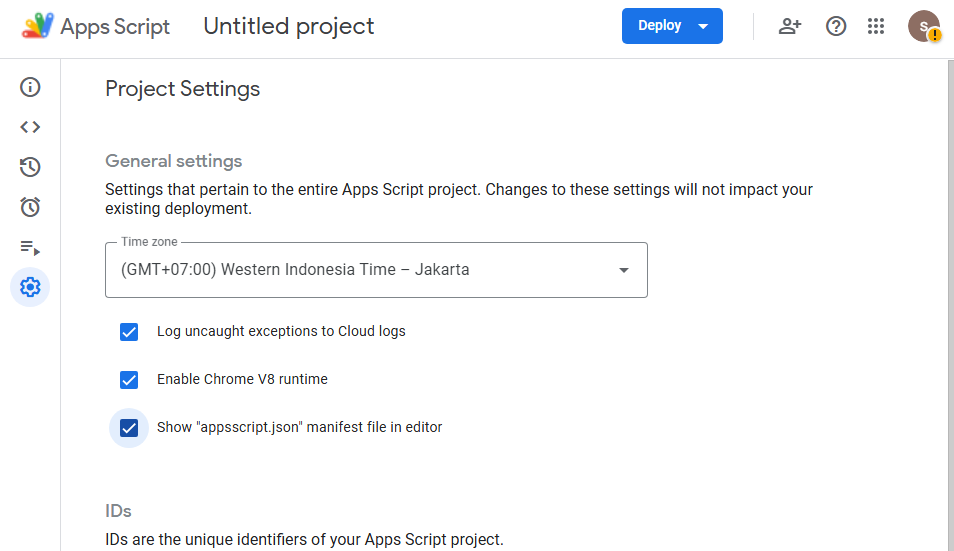 Apps Script
Untitled project
Deploy
s
Project Settings
General settings
Settings that pertain to the entire Apps Script project. Changes to these settings will not impact your
existing deployment.
Time zone
(GMT+07:00) Western Indonesia Time – Jakarta
Log uncaught exceptions to Cloud logs
Enable Chrome V8 runtime
Show "appsscript.json" manifest file in editor
IDs
IDs are the unique identifiers of your Apps Script project.